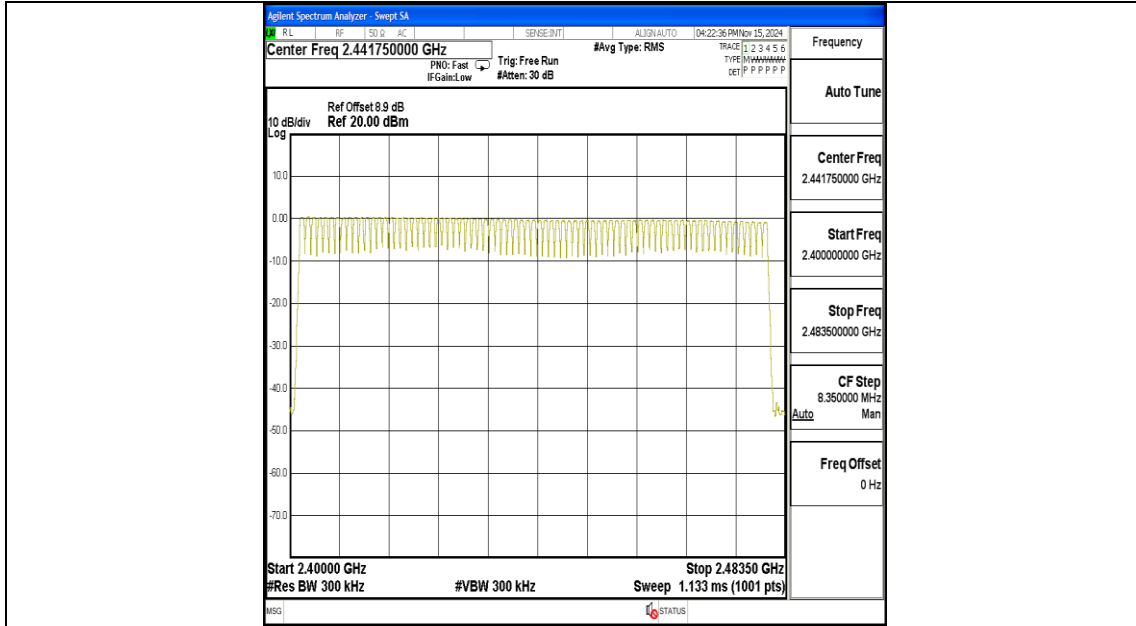 Agilent Spectrum Analyzer - Swept SA
RL RF 50 Ω AC SENSE:INT ALIGN AUTO 04:22:36 PM Nov 15, 2024
Center Freq 2.441750000 GHz
#Avg Type: RMS
TRACE 1 2 3 4 5 6
PNO: Fast Trig: Free Run
TYPE MWWWWW
IFGain:Low #Atten: 30 dB
DET P P P P P P
Frequency
Auto Tune
Ref Offset 8.9 dB
10 dB/div Ref 20.00 dBm
Log
10.0
0.00
-10.0
-20.0
-30.0
-40.0
-50.0
-60.0
-70.0
Center Freq
2.441750000 GHz
Start Freq
2.400000000 GHz
Stop Freq
2.483500000 GHz
CF Step
8.350000 MHz
Auto Man
Freq Offset
0 Hz
Start 2.40000 GHz Stop 2.48350 GHz
#Res BW 300 kHz #VBW 300 kHz Sweep 1.133 ms (1001 pts)
MSG STATUS